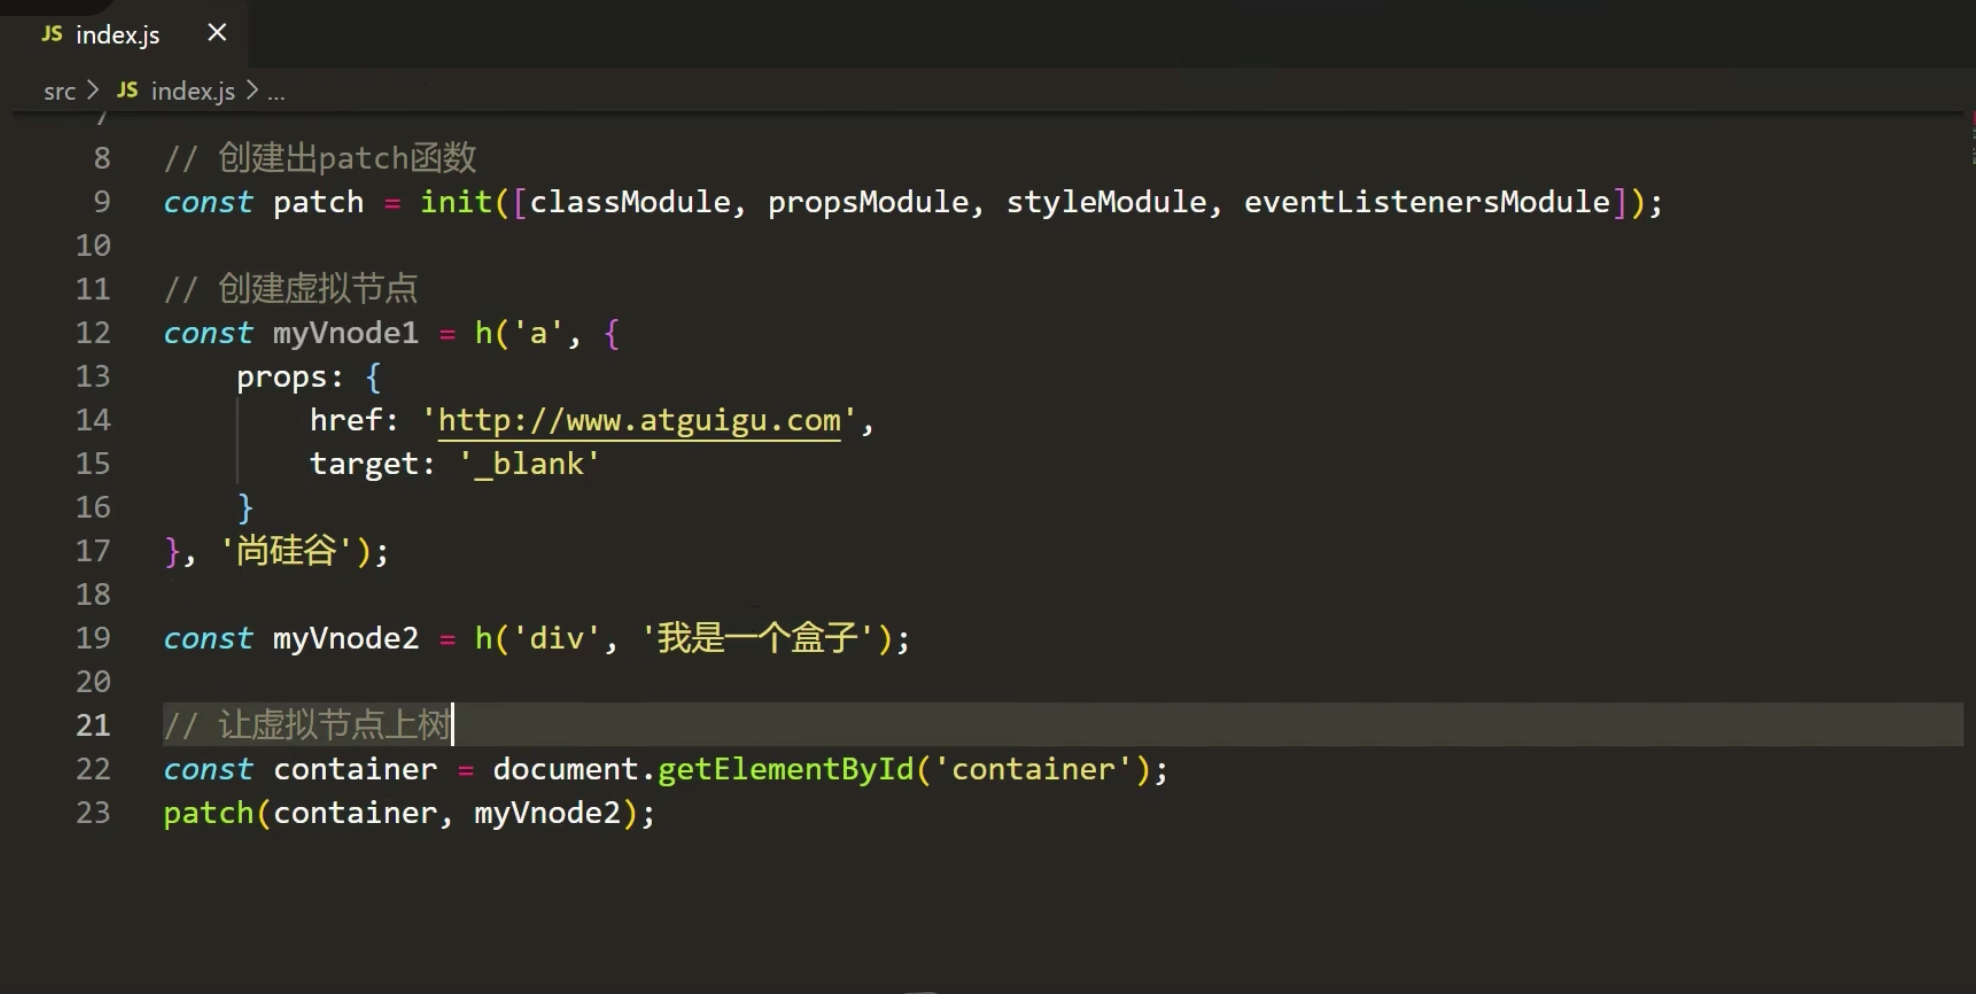 JS index.js ×
src > JS index.js > ...
7
8 // 创建出patch函数
9 const patch = init([classModule, propsModule, styleModule, eventListenersModule]);
10
11 // 创建虚拟节点
12 const myVnode1 = h('a', {
13 props: {
14 href: 'http://www.atguigu.com',
15 target: '_blank'
16 }
17 }, '尚硅谷');
18
19 const myVnode2 = h('div', '我是一个盒子');
20
21 // 让虚拟节点上树
22 const container = document.getElementById('container');
23 patch(container, myVnode2);